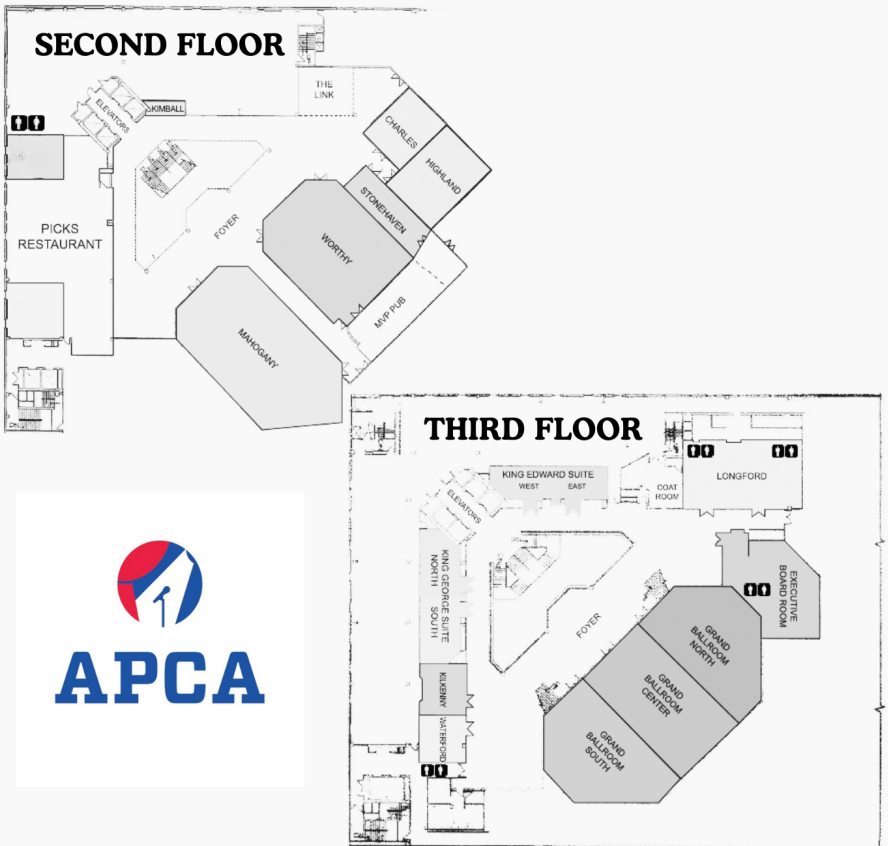 SECOND FLOOR
THE
LINK
ELEVATORS
SKIMBALL
CHARLES
HIGHLAND
STONEHAVEN
PICKS
RESTAURANT
FOYER
WORTHY
MVP PUB
MAHOGANY
THIRD FLOOR
KING EDWARD SUITE
WEST EAST
COAT
ROOM
LONGFORD
ELEVATORS
KING GEORGE SUITE
NORTH SOUTH
EXECUTIVE
BOARD ROOM
FOYER
GRAND
BALLROOM
NORTH
GRAND
BALLROOM
CENTER
GRAND
BALLROOM
SOUTH
KILKENNY
WATERFORD
APCA